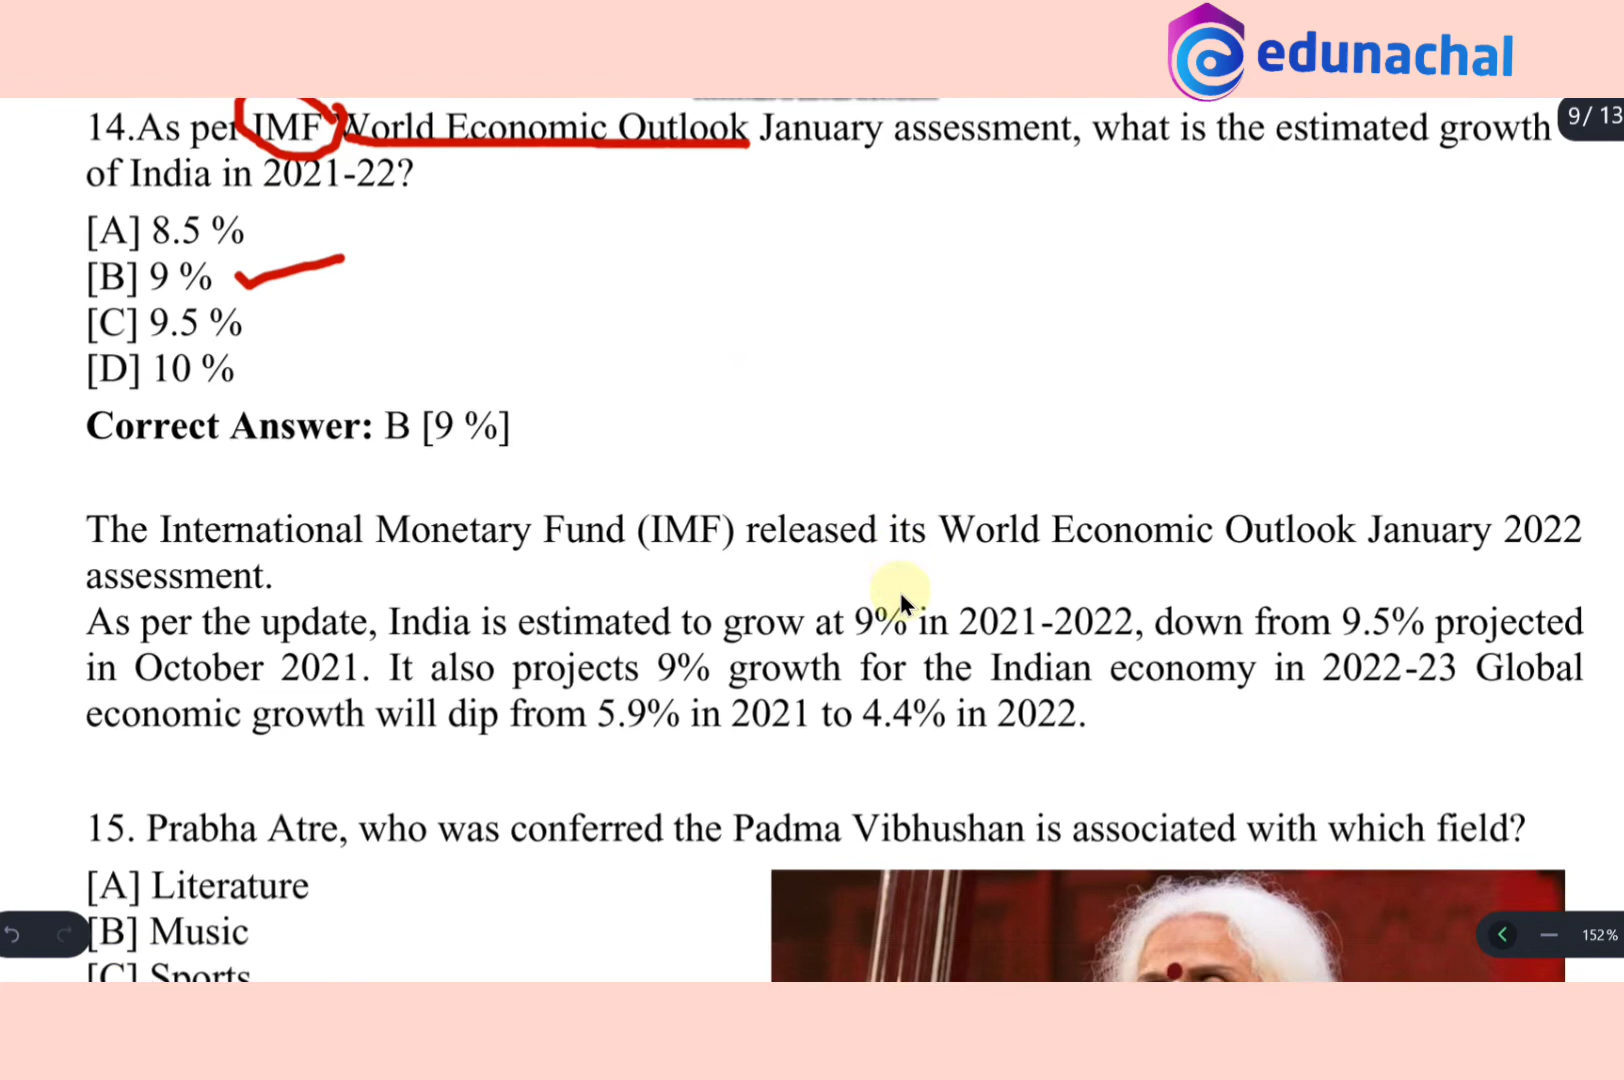 edunachal
9/ 13
14.As per IMF World Economic Outlook January assessment, what is the estimated growth
of India in 2021-22?
[A] 8.5 %
[B] 9 %
[C] 9.5 %
[D] 10 %
Correct Answer: B [9 %]
The International Monetary Fund (IMF) released its World Economic Outlook January 2022
assessment.
As per the update, India is estimated to grow at 9% in 2021-2022, down from 9.5% projected
in October 2021. It also projects 9% growth for the Indian economy in 2022-23 Global
economic growth will dip from 5.9% in 2021 to 4.4% in 2022.
15. Prabha Atre, who was conferred the Padma Vibhushan is associated with which field?
[A] Literature
[B] Music
[C] Sports
152%